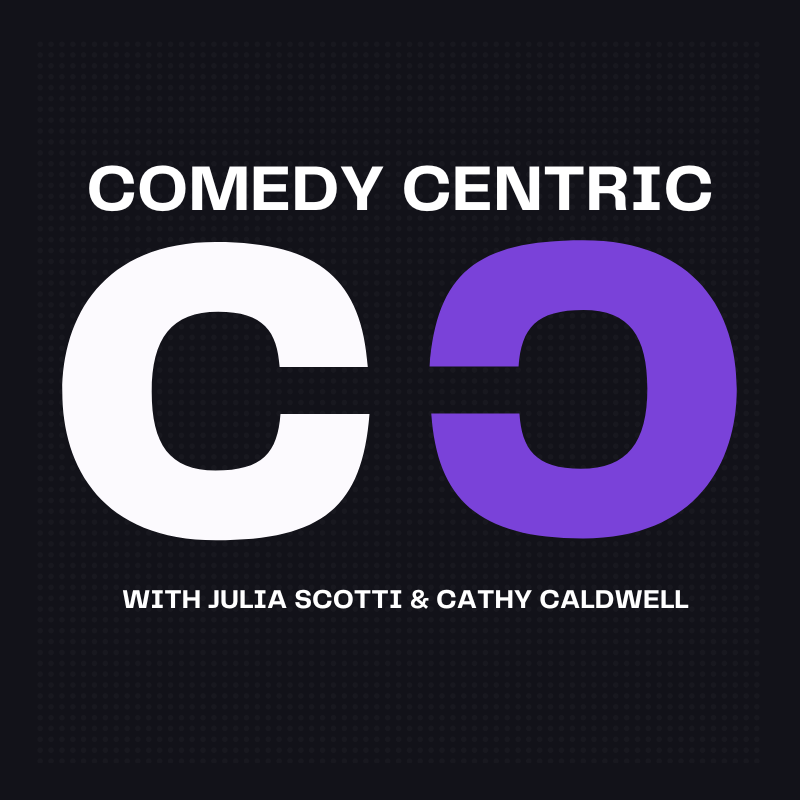 COMEDY CENTRIC
CC
WITH JULIA SCOTTI & CATHY CALDWELL